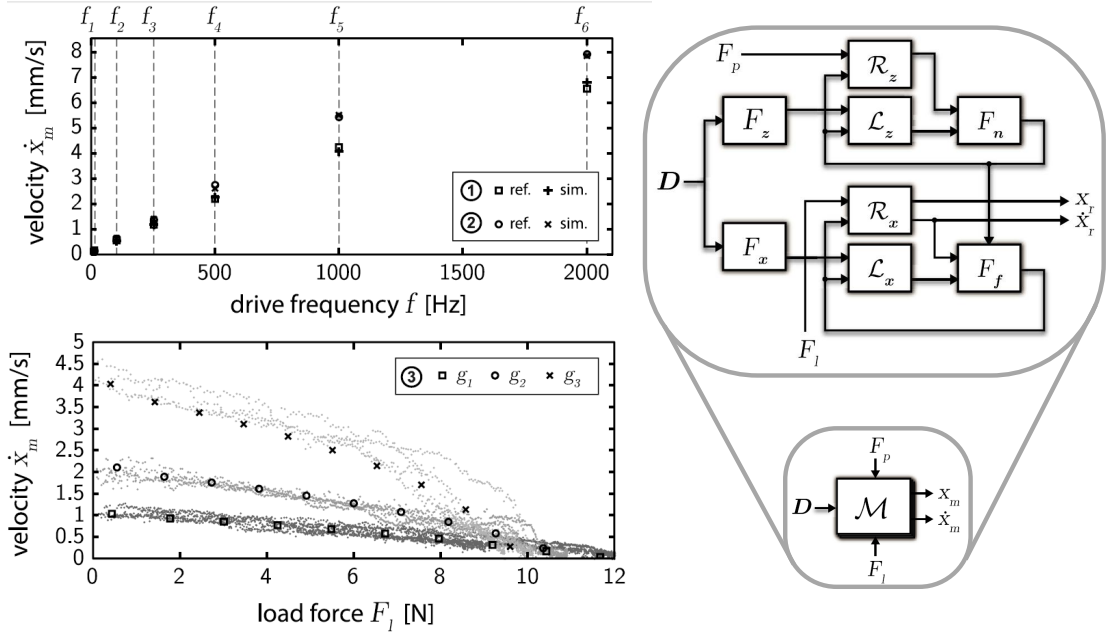 f₁ f₂ f₃ f₄ f₅ f₆
8
7
6
5
4
3
2
1
0
velocity ẋₘ [mm/s]
① ref. sim.
② ref. sim.
0 500 1000 1500 2000
drive frequency f [Hz]
5
4.5
4
3.5
3
2.5
2
1.5
1
0.5
0
velocity ẋₘ [mm/s]
③ g₁ g₂ g₃
0 2 4 6 8 10 12
load force Fₗ [N]
Fₚ
R_z
F_z
L_z
Fₙ
D
Rₓ
xᵣ
ẋᵣ
Fₓ
Lₓ
F_f
Fₗ
Fₚ
D
M
xₘ
ẋₘ
Fₗ